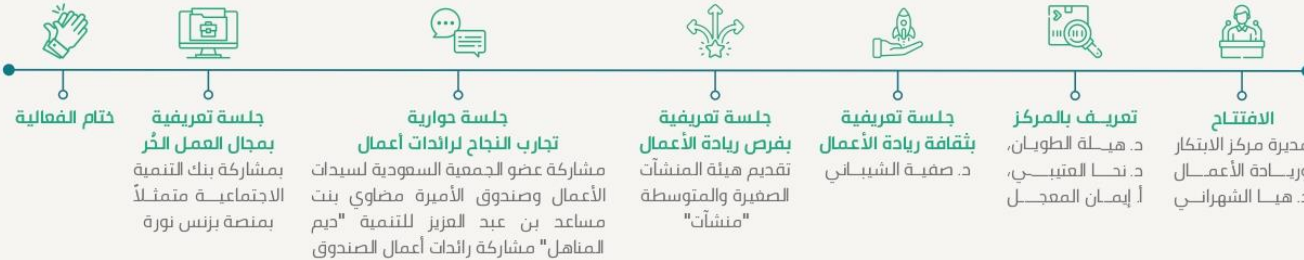 الافتتاح
مديرة مركز الابتكار
وريادة الأعمال
د. هيا الشهراني
تعريف بالمركز
د. هيلة الطويان،
د. نحا العتيبي،
أ. إيمان المعجل
جلسة تعريفية
بثقافة ريادة الأعمال
د. صفية الشيباني
جلسة تعريفية
بفرص ريادة الأعمال
تقديم هيئة المنشآت
الصغيرة والمتوسطة
"منشآت"
جلسة حوارية
تجارب النجاح لرائدات أعمال
مشاركة عضو الجمعية السعودية لسيدات
الأعمال وصندوق الأميرة مضاوي بنت
مساعد بن عبد العزيز للتنمية "ديم
المناهل" مشاركة رائدات أعمال الصندوق
جلسة تعريفية
بمجال العمل الحُر
بمشاركة بنك التنمية
الاجتماعية متمثلاً
بمنصة بزنس نورة
ختام الفعالية